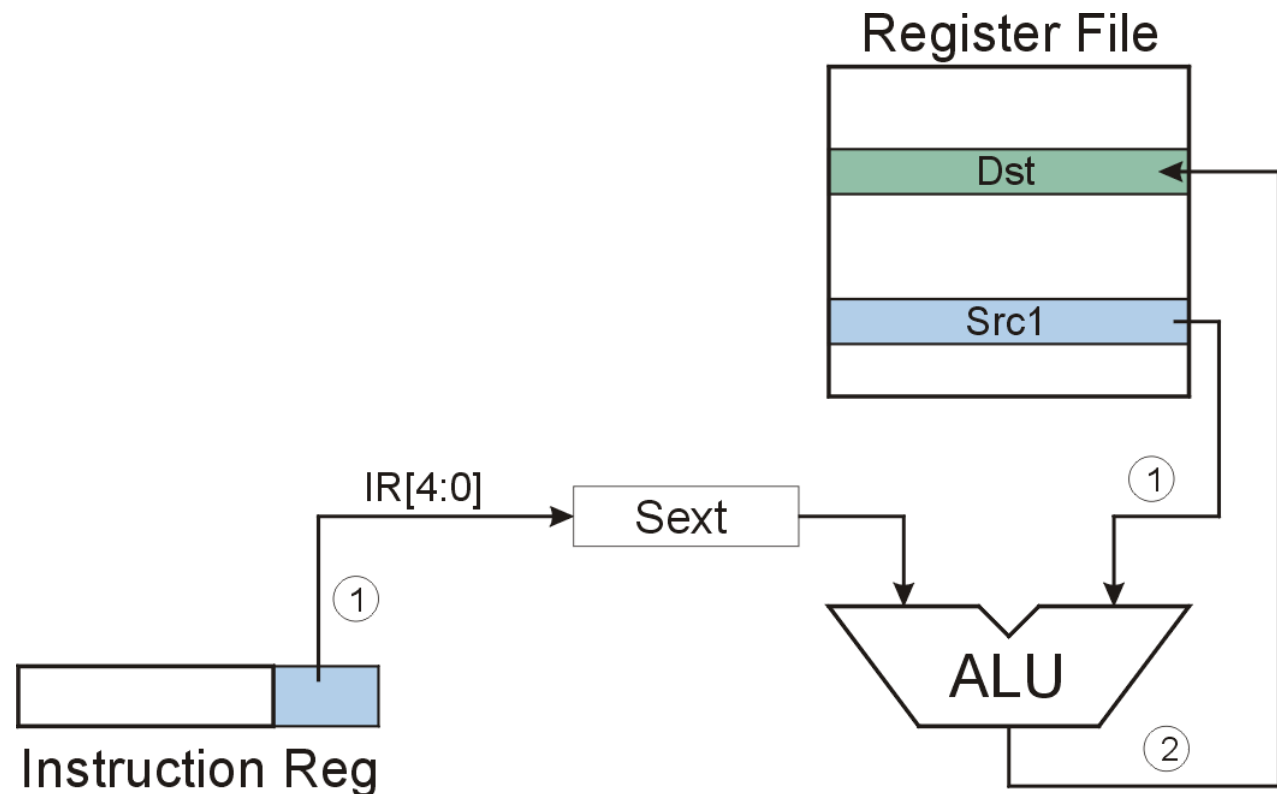 Register File
Dst
Src1
IR[4:0]
1
Sext
1
ALU
Instruction Reg
2